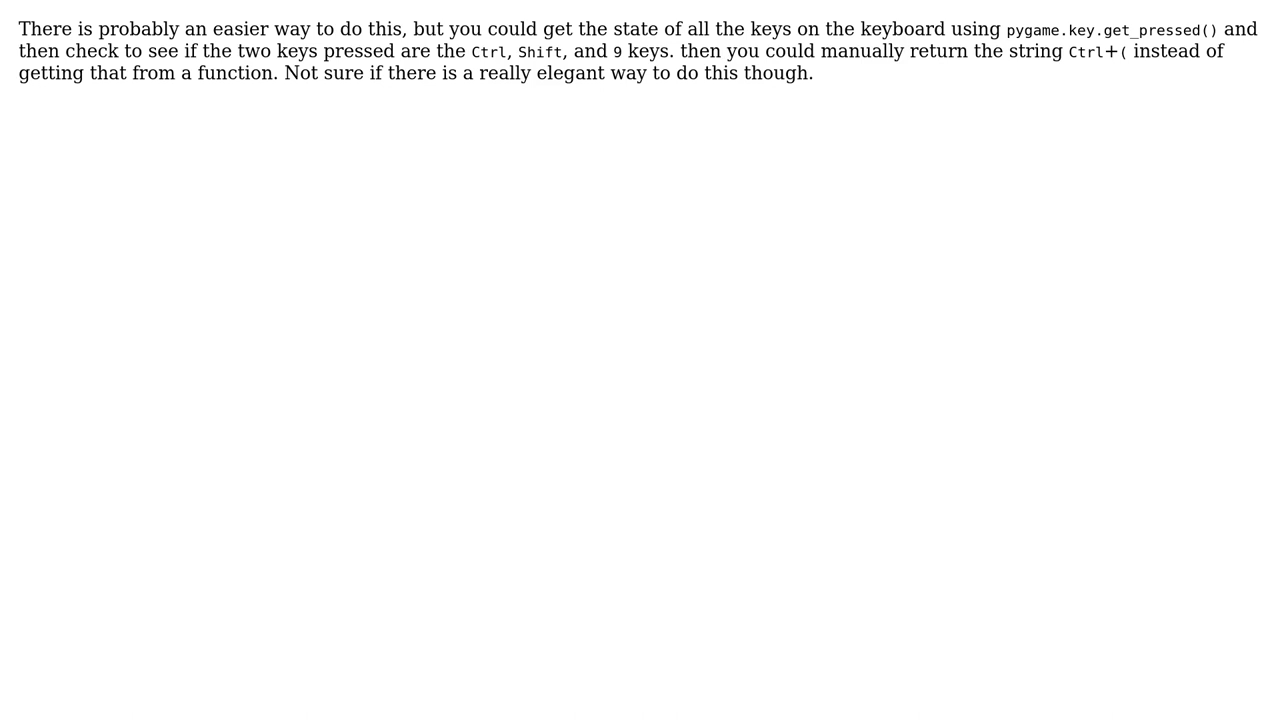 There is probably an easier way to do this, but you could get the state of all the keys on the keyboard using pygame.key.get_pressed() and
then check to see if the two keys pressed are the Ctrl, Shift, and 9 keys. then you could manually return the string Ctrl+( instead of
getting that from a function. Not sure if there is a really elegant way to do this though.